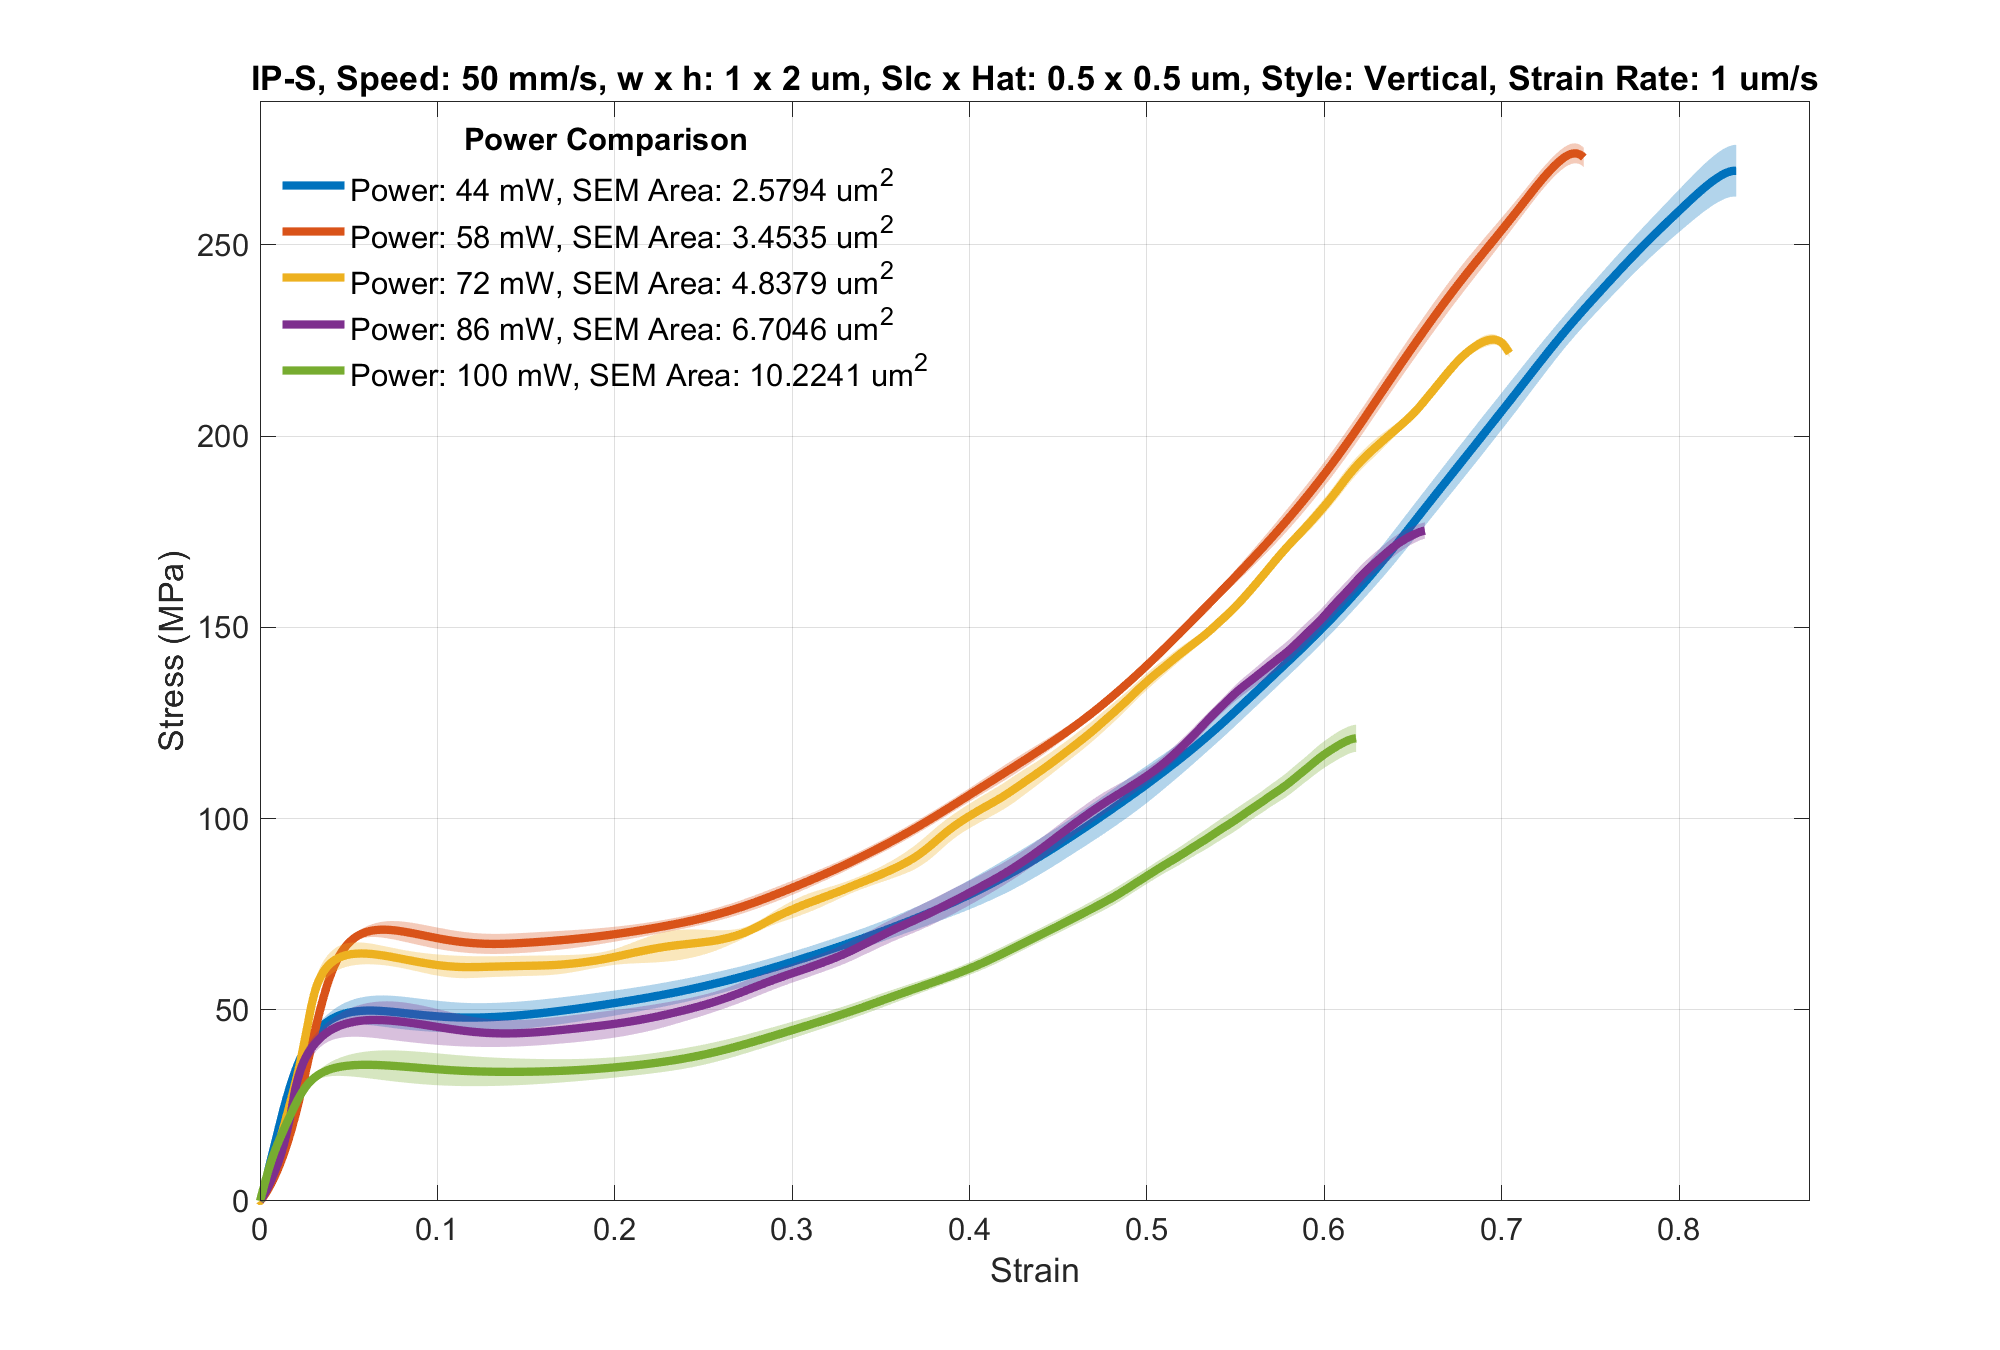 IP-S, Speed: 50 mm/s, w x h: 1 x 2 um, Slc x Hat: 0.5 x 0.5 um, Style: Vertical, Strain Rate: 1 um/s
Power Comparison
Power: 44 mW, SEM Area: 2.5794 um²
Power: 58 mW, SEM Area: 3.4535 um²
Power: 72 mW, SEM Area: 4.8379 um²
Power: 86 mW, SEM Area: 6.7046 um²
Power: 100 mW, SEM Area: 10.2241 um²
Stress (MPa)
250
200
150
100
50
0
0 0.1 0.2 0.3 0.4 0.5 0.6 0.7 0.8
Strain